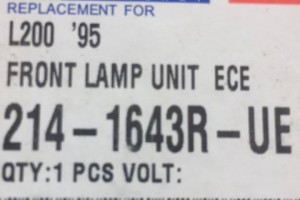 REPLACEMENT FOR
L200 '95
FRONT LAMP UNIT ECE
214-1643R-UE
QTY:1 PCS VOLT: